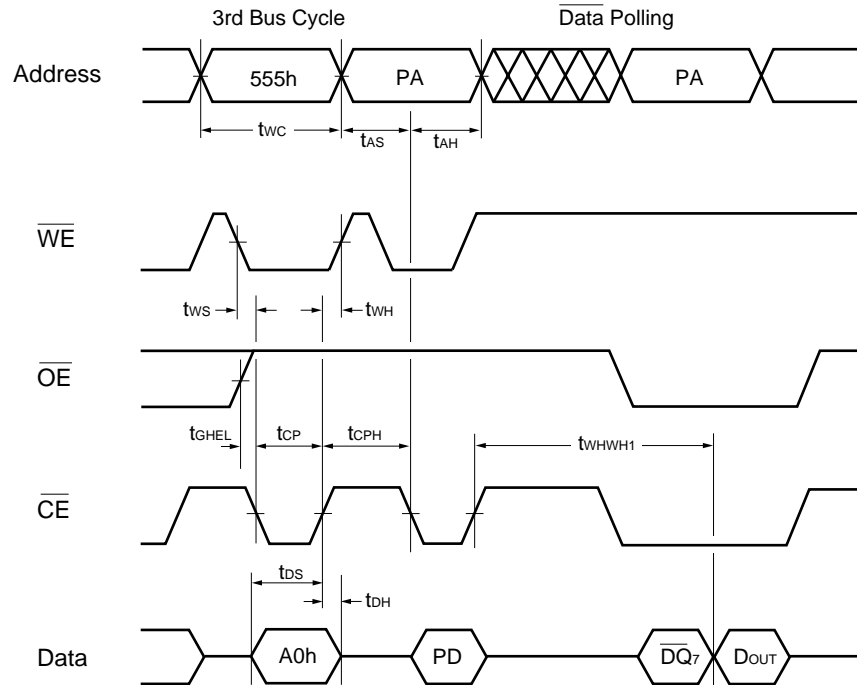 3rd Bus Cycle Data Polling
Address 555h PA PA
tWC tAS tAH
WE
tWS tWH
OE
tGHEL tCP tCPH tWHWH1
CE
tDS
tDH
Data A0h PD DQ7 DOUT